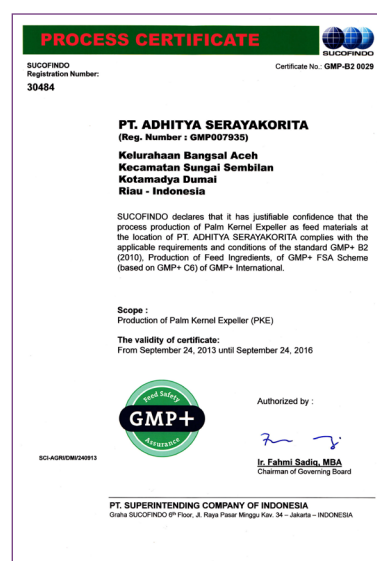 PROCESS CERTIFICATE
SUCOFINDO
SUCOFINDO
Registration Number:
30484
Certificate No.: GMP-B2 0029
PT. ADHITYA SERAYAKORITA
(Reg. Number : GMP007935)
Kelurahaan Bangsal Aceh
Kecamatan Sungai Sembilan
Kotamadya Dumai
Riau - Indonesia
SUCOFINDO declares that it has justifiable confidence that the
process production of Palm Kernel Expeller as feed materials at
the location of PT. ADHITYA SERAYAKORITA complies with the
applicable requirements and conditions of the standard GMP+ B2
(2010), Production of Feed Ingredients, of GMP+ FSA Scheme
(based on GMP+ C6) of GMP+ International.
Scope :
Production of Palm Kernel Expeller (PKE)
The validity of certificate:
From September 24, 2013 until September 24, 2016
Feed Safety
GMP+
Assurance
Authorized by :
SCI-AGRI/DMI/240913
Ir. Fahmi Sadiq, MBA
Chairman of Governing Board
PT. SUPERINTENDING COMPANY OF INDONESIA
Graha SUCOFINDO 6th Floor, Jl. Raya Pasar Minggu Kav. 34 – Jakarta – INDONESIA